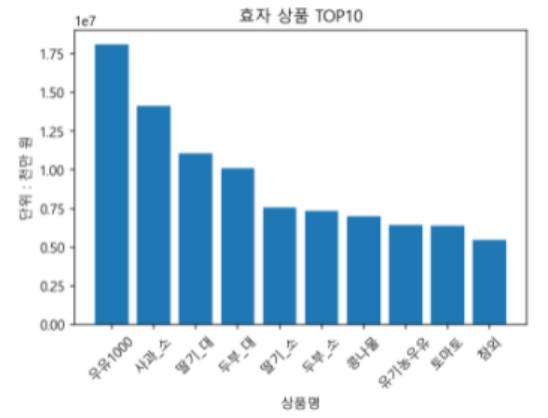 효자 상품 TOP10
1e7
1.75
1.50
1.25
1.00
0.75
0.50
0.25
0.00
단위 : 천만 원
우유1000
사과_소
딸기_대
두부_대
딸기_소
두부_소
콩나물
유기농우유
토마토
참외
상품명